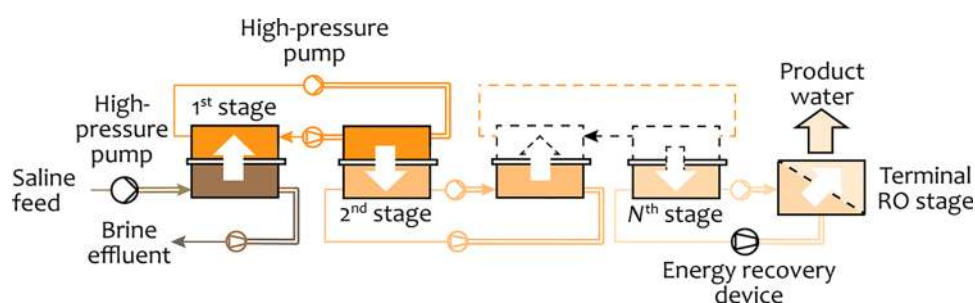 High-pressure
pump
High-
pressure
pump
1st stage
Saline
feed
Brine
effluent
2nd stage
Nth stage
Product
water
Terminal
RO stage
Energy recovery
device